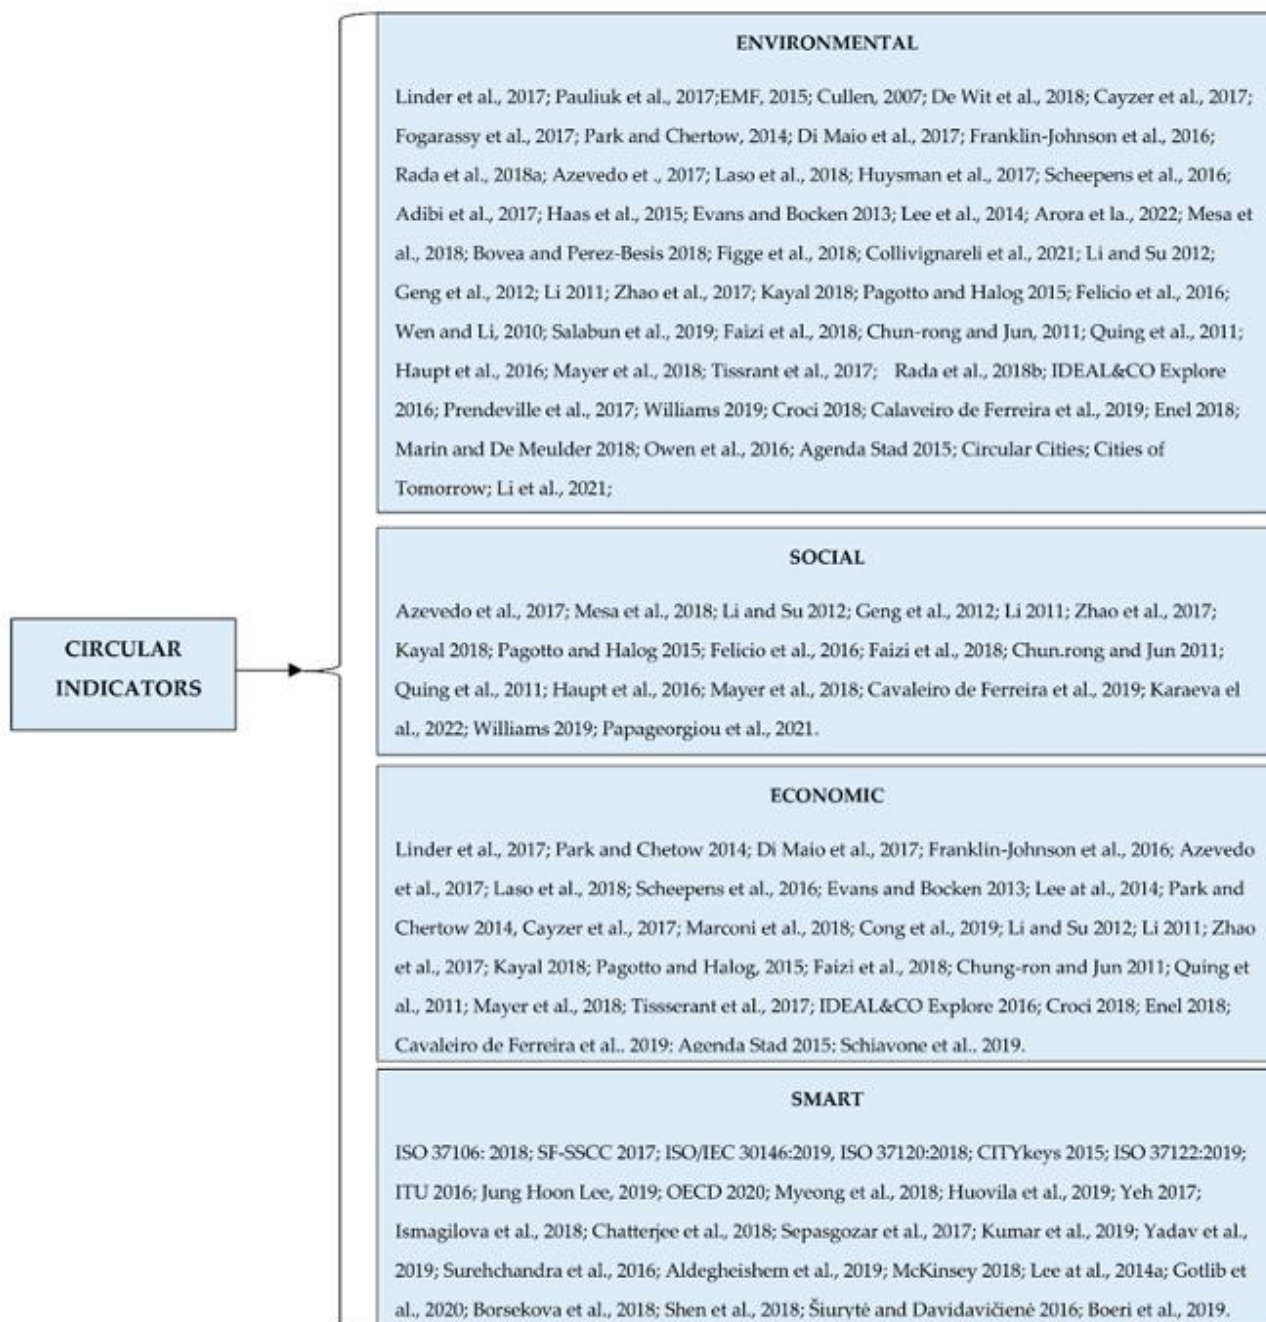 CIRCULAR
INDICATORS
ENVIRONMENTAL
Linder et al., 2017; Pauliuk et al., 2017;EMF, 2015; Cullen, 2007; De Wit et al., 2018; Cayzer et al., 2017;
Fogarassy et al., 2017; Park and Chertow, 2014; Di Maio et al., 2017; Franklin-Johnson et al., 2016;
Rada et al., 2018a; Azevedo et ., 2017; Laso et al., 2018; Huysman et al., 2017; Scheepens et al., 2016;
Adibi et al., 2017; Haas et al., 2015; Evans and Bocken 2013; Lee et al., 2014; Arora et la., 2022; Mesa et
al., 2018; Bovea and Perez-Besis 2018; Figge et al., 2018; Collivignareli et al., 2021; Li and Su 2012;
Geng et al., 2012; Li 2011; Zhao et al., 2017; Kayal 2018; Pagotto and Halog 2015; Felicio et al., 2016;
Wen and Li, 2010; Salabun et al., 2019; Faizi et al., 2018; Chun-rong and Jun, 2011; Quing et al., 2011;
Haupt et al., 2016; Mayer et al., 2018; Tissrant et al., 2017; Rada et al., 2018b; IDEAL&CO Explore
2016; Prendeville et al., 2017; Williams 2019; Croci 2018; Calaveiro de Ferreira et al., 2019; Enel 2018;
Marin and De Meulder 2018; Owen et al., 2016; Agenda Stad 2015; Circular Cities; Cities of
Tomorrow; Li et al., 2021;
SOCIAL
Azevedo et al., 2017; Mesa et al., 2018; Li and Su 2012; Geng et al., 2012; Li 2011; Zhao et al., 2017;
Kayal 2018; Pagotto and Halog 2015; Felicio et al., 2016; Faizi et al., 2018; Chun.rong and Jun 2011;
Quing et al., 2011; Haupt et al., 2016; Mayer et al., 2018; Cavaleiro de Ferreira et al., 2019; Karaeva el
al., 2022; Williams 2019; Papageorgiou et al., 2021.
ECONOMIC
Linder et al., 2017; Park and Chetow 2014; Di Maio et al., 2017; Franklin-Johnson et al., 2016; Azevedo
et al., 2017; Laso et al., 2018; Scheepens et al., 2016; Evans and Bocken 2013; Lee at al., 2014; Park and
Chertow 2014, Cayzer et al., 2017; Marconi et al., 2018; Cong et al., 2019; Li and Su 2012; Li 2011; Zhao
et al., 2017; Kayal 2018; Pagotto and Halog, 2015; Faizi et al., 2018; Chung-ron and Jun 2011; Quing et
al., 2011; Mayer et al., 2018; Tissserant et al., 2017; IDEAL&CO Explore 2016; Croci 2018; Enel 2018;
Cavaleiro de Ferreira et al., 2019; Agenda Stad 2015; Schiavone et al., 2019.
SMART
ISO 37106: 2018; SF-SSCC 2017; ISO/IEC 30146:2019, ISO 37120:2018; CITYkeys 2015; ISO 37122:2019;
ITU 2016; Jung Hoon Lee, 2019; OECD 2020; Myeong et al., 2018; Huovila et al., 2019; Yeh 2017;
Ismagilova et al., 2018; Chatterjee et al., 2018; Sepasgozar et al., 2017; Kumar et al., 2019; Yadav et al.,
2019; Surehchandra et al., 2016; Aldegheishem et al., 2019; McKinsey 2018; Lee at al., 2014a; Gotlib et
al., 2020; Borsekova et al., 2018; Shen et al., 2018; Šiurytė and Davidavičienė 2016; Boeri et al., 2019.